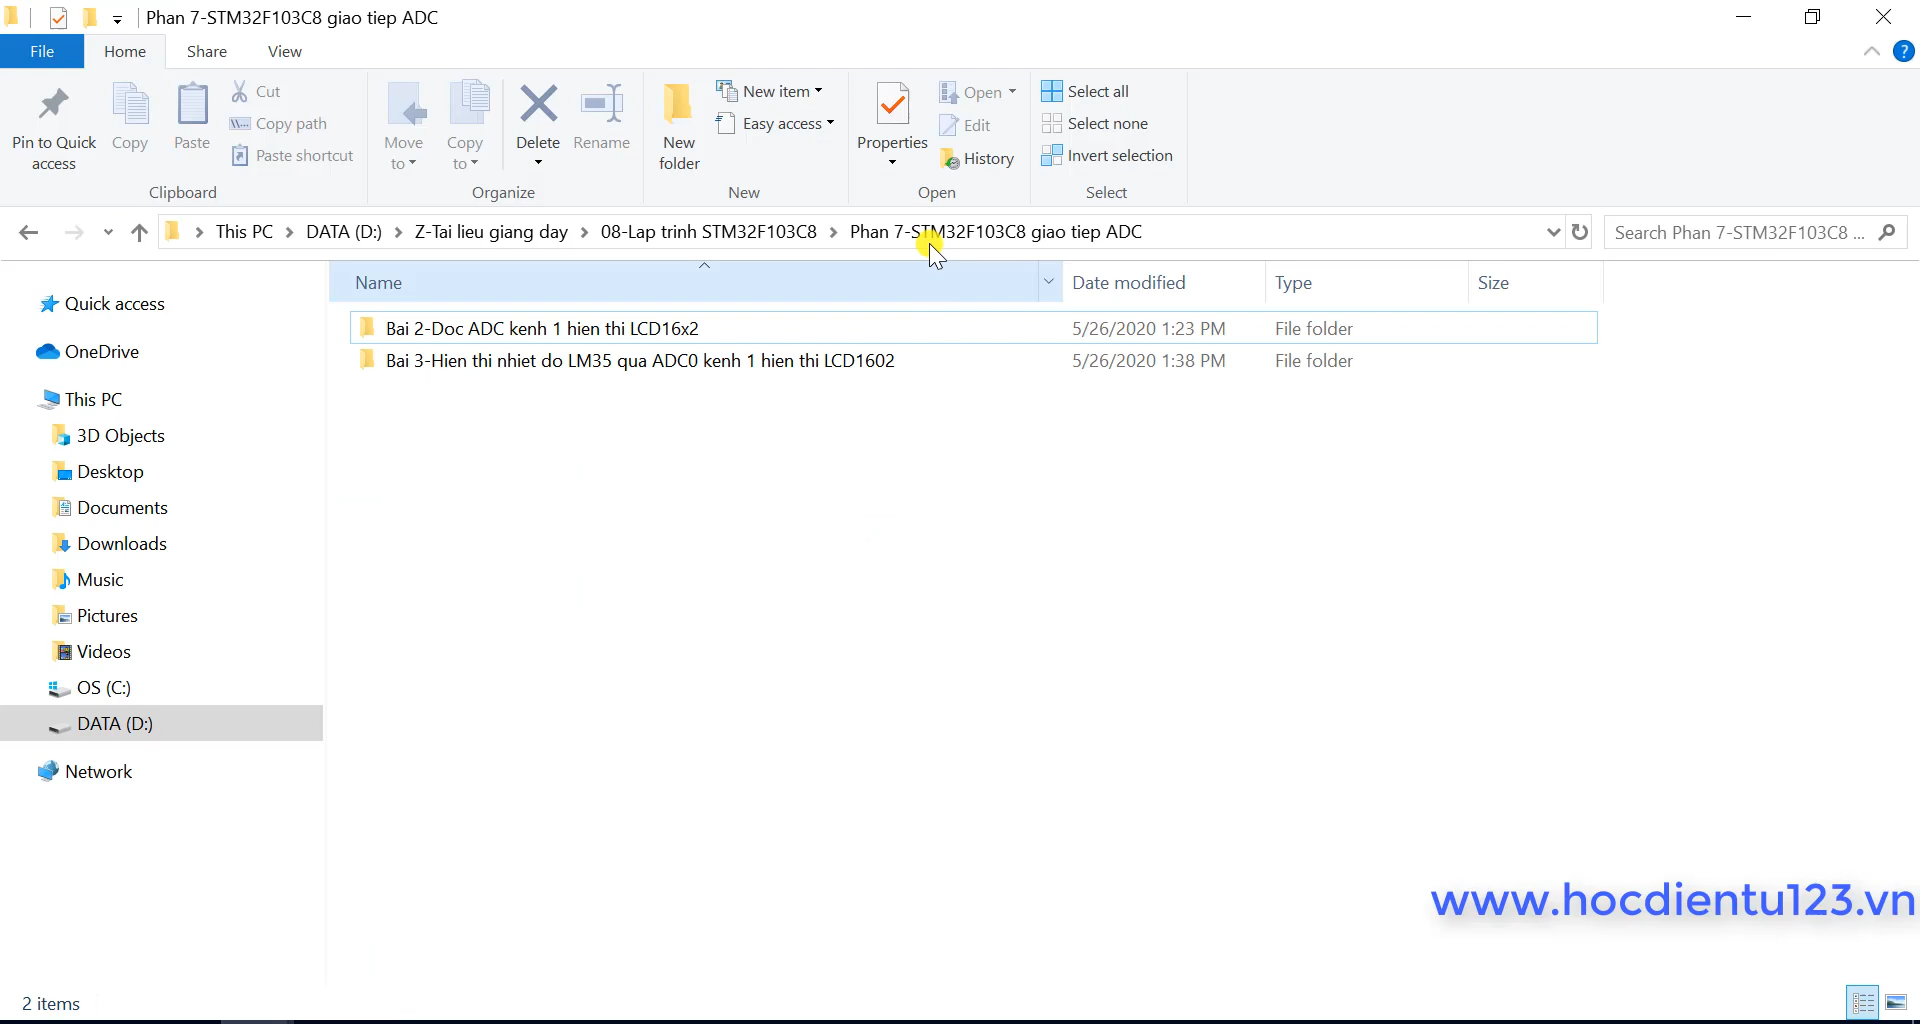 Phan 7-STM32F103C8 giao tiep ADC
File Home Share View
?
Pin to Quick access
Copy
Paste
Cut
Copy path
Paste shortcut
Clipboard
Move to
Copy to
Delete
Rename
Organize
New folder
New item
Easy access
New
Properties
Open
Edit
History
Open
Select all
Select none
Invert selection
Select
This PC > DATA (D:) > Z-Tai lieu giang day > 08-Lap trinh STM32F103C8 > Phan 7-STM32F103C8 giao tiep ADC
Search Phan 7-STM32F103C8 ...
Name Date modified Type Size
Bai 2-Doc ADC kenh 1 hien thi LCD16x2 5/26/2020 1:23 PM File folder
Bai 3-Hien thi nhiet do LM35 qua ADC0 kenh 1 hien thi LCD1602 5/26/2020 1:38 PM File folder
Quick access
OneDrive
This PC
3D Objects
Desktop
Documents
Downloads
Music
Pictures
Videos
OS (C:)
DATA (D:)
Network
www.hocdientu123.vn
2 items